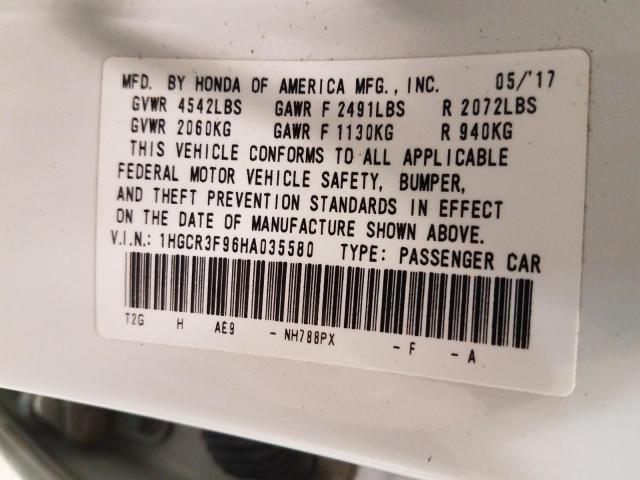 MFD. BY HONDA OF AMERICA MFG., INC. 05/'17
GVWR 4542LBS GAWR F 2491LBS R 2072LBS
GVWR 2060KG GAWR F 1130KG R 940KG
THIS VEHICLE CONFORMS TO ALL APPLICABLE
FEDERAL MOTOR VEHICLE SAFETY, BUMPER,
AND THEFT PREVENTION STANDARDS IN EFFECT
ON THE DATE OF MANUFACTURE SHOWN ABOVE.
V.I.N.: 1HGCR3F96HA035580 TYPE: PASSENGER CAR
T2G H AE9 - NH788PX - F - A